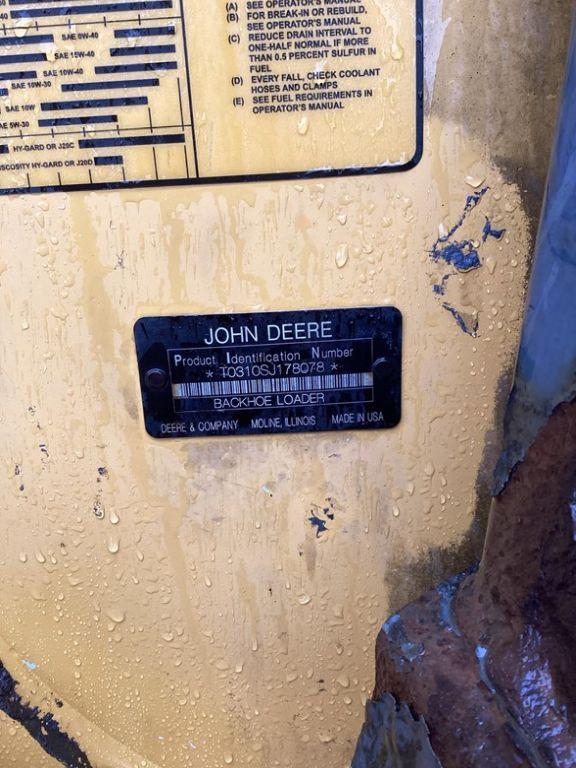 (A) SEE OPERATOR'S MANUAL
(B) FOR BREAK-IN OR REBUILD,
SEE OPERATOR'S MANUAL
(C) REDUCE DRAIN INTERVAL TO
ONE-HALF NORMAL IF MORE
THAN 0.5 PERCENT SULFUR IN
FUEL
(D) EVERY FALL, CHECK COOLANT
HOSES AND CLAMPS
(E) SEE FUEL REQUIREMENTS IN
OPERATOR'S MANUAL
SAE 0W-40
SAE 15W-40
SAE 10W-40
SAE 10W-30
SAE 10W
SAE 5W-30
HY-GARD OR J20C
VISCOSITY HY-GARD OR J20D
JOHN DEERE
Product Identification Number
* T0310SJ178078 *
BACKHOE LOADER
DEERE & COMPANY MOLINE, ILLINOIS MADE IN USA